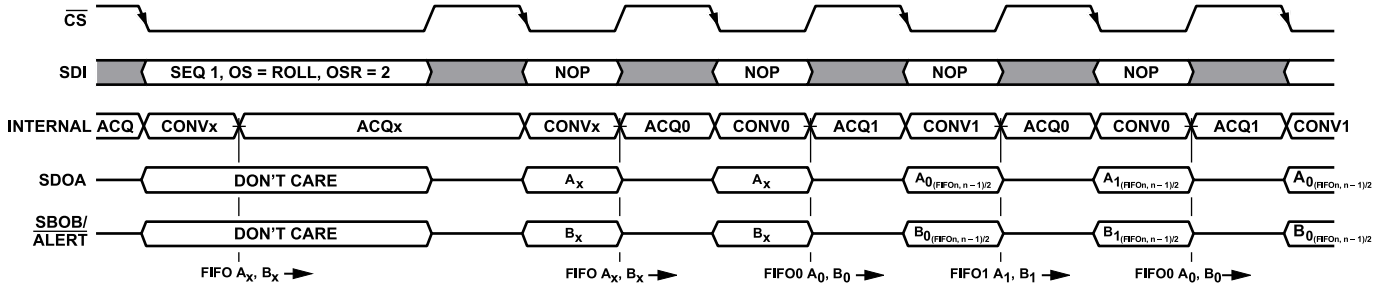 CS
SDI SEQ 1, OS = ROLL, OSR = 2 NOP NOP NOP NOP
INTERNAL ACQ CONVx ACQx CONVx ACQ0 CONV0 ACQ1 CONV1 ACQ0 CONV0 ACQ1 CONV1
SDOA DON'T CARE Ax Ax A0(FIFOn, n – 1)/2 A1(FIFOn, n – 1)/2 A0(FIFOn, n – 1)/2
SBOB/
ALERT DON'T CARE Bx Bx B0(FIFOn, n – 1)/2 B1(FIFOn, n – 1)/2 B0(FIFOn, n – 1)/2
FIFO Ax, Bx FIFO Ax, Bx FIFO0 A0, B0 FIFO1 A1, B1 FIFO0 A0, B0